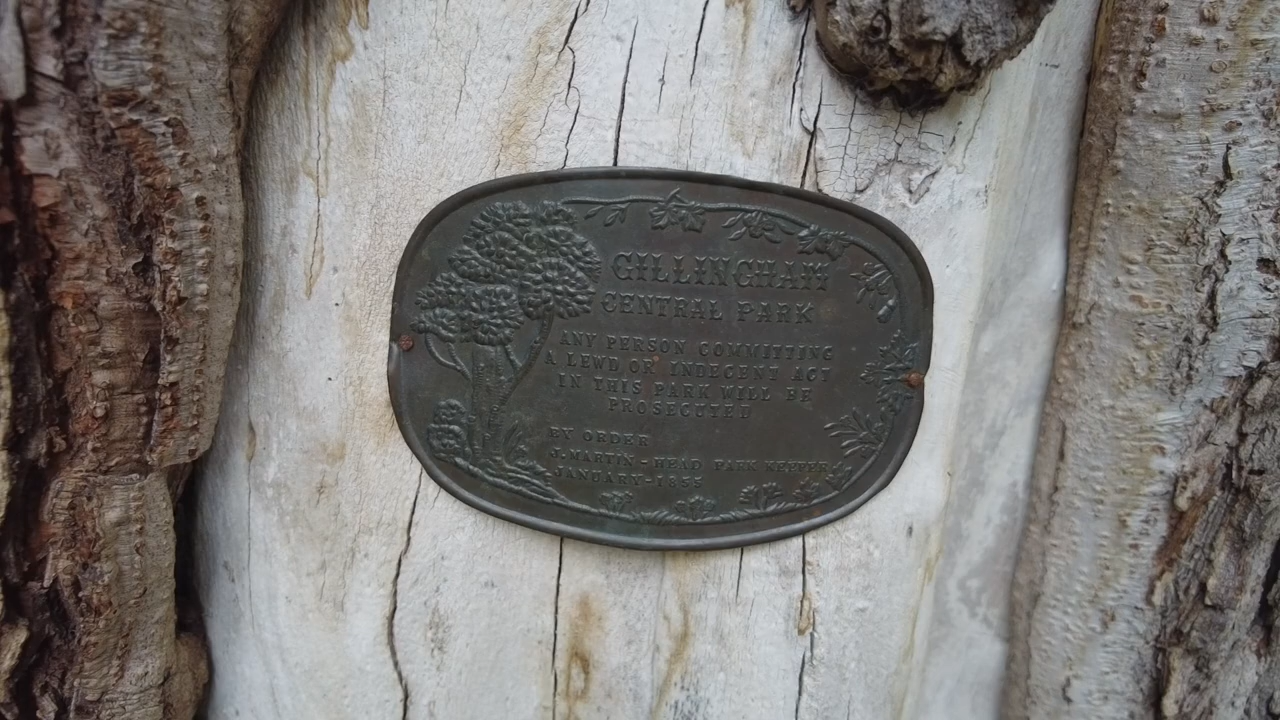 GILLINGHAM
CENTRAL PARK
ANY PERSON COMMITTING
A LEWD OR INDECENT ACT
IN THIS PARK WILL BE
PROSECUTED
BY ORDER
J. MARTIN - HEAD PARK KEEPER
JANUARY - 1855